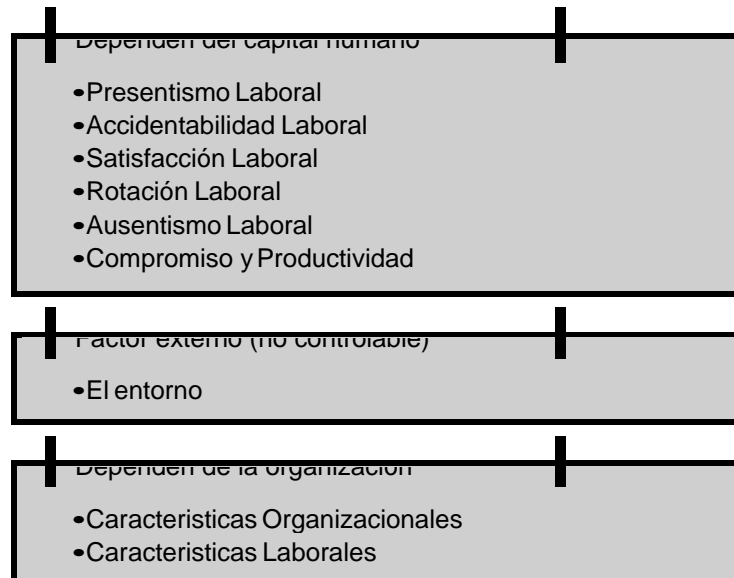 Dependen del capital humano
•Presentismo Laboral
•Accidentabilidad Laboral
•Satisfacción Laboral
•Rotación Laboral
•Ausentismo Laboral
•Compromiso y Productividad
Factor externo (no controlable)
•El entorno
Dependen de la organización
•Caracteristicas Organizacionales
•Caracteristicas Laborales